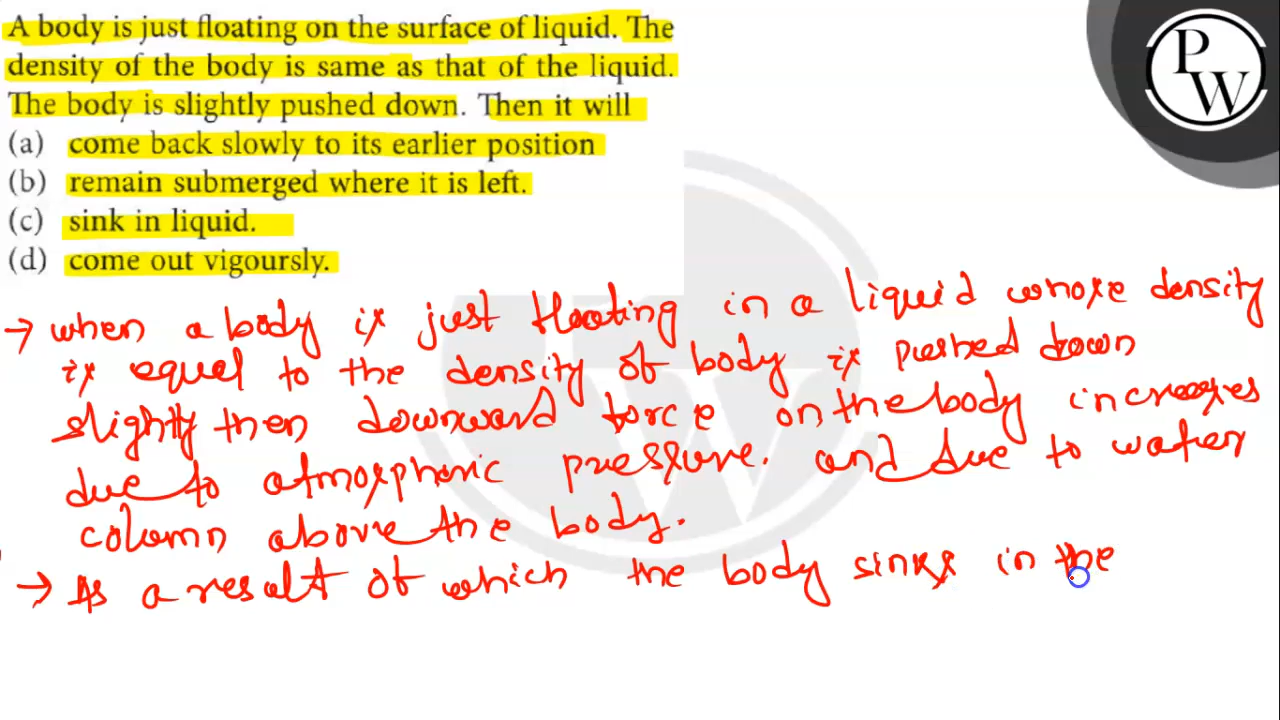 A body is just floating on the surface of liquid. The
density of the body is same as that of the liquid.
The body is slightly pushed down. Then it will
(a) come back slowly to its earlier position
(b) remain submerged where it is left.
(c) sink in liquid.
(d) come out vigoursly.
P
W
→ when a body is just floating in a liquid whose density
is equal to the density of body is pushed down
slightly then downward force on the body increases
due to atmospheric pressure. and due to water
column above the body.
→ As a result of which the body sinks in the